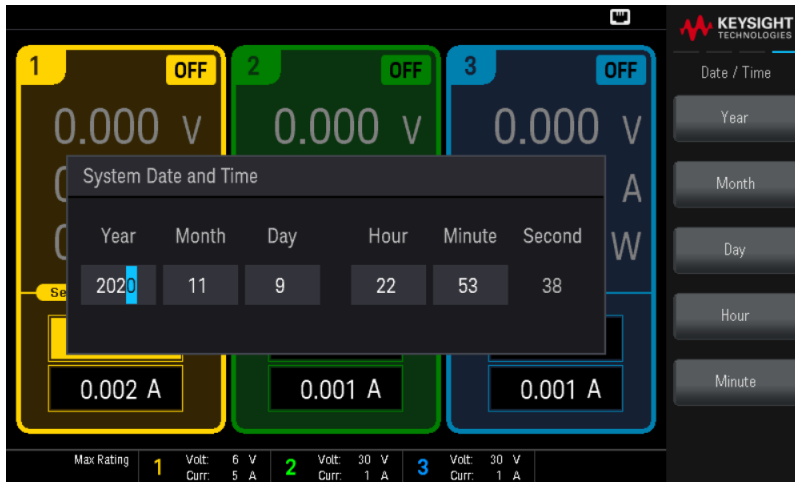 KEYSIGHT
TECHNOLOGIES
1 OFF 2 OFF 3 OFF
Date / Time
0.000 V 0.000 V 0.000 V
Year
System Date and Time
A
Month
Year Month Day Hour Minute Second
W
Day
2020 11 9 22 53 38
Se
Hour
0.002 A 0.001 A 0.001 A
Minute
Max Rating 1 Volt: 6 V 2 Volt: 30 V 3 Volt: 30 V
Curr: 5 A Curr: 1 A Curr: 1 A